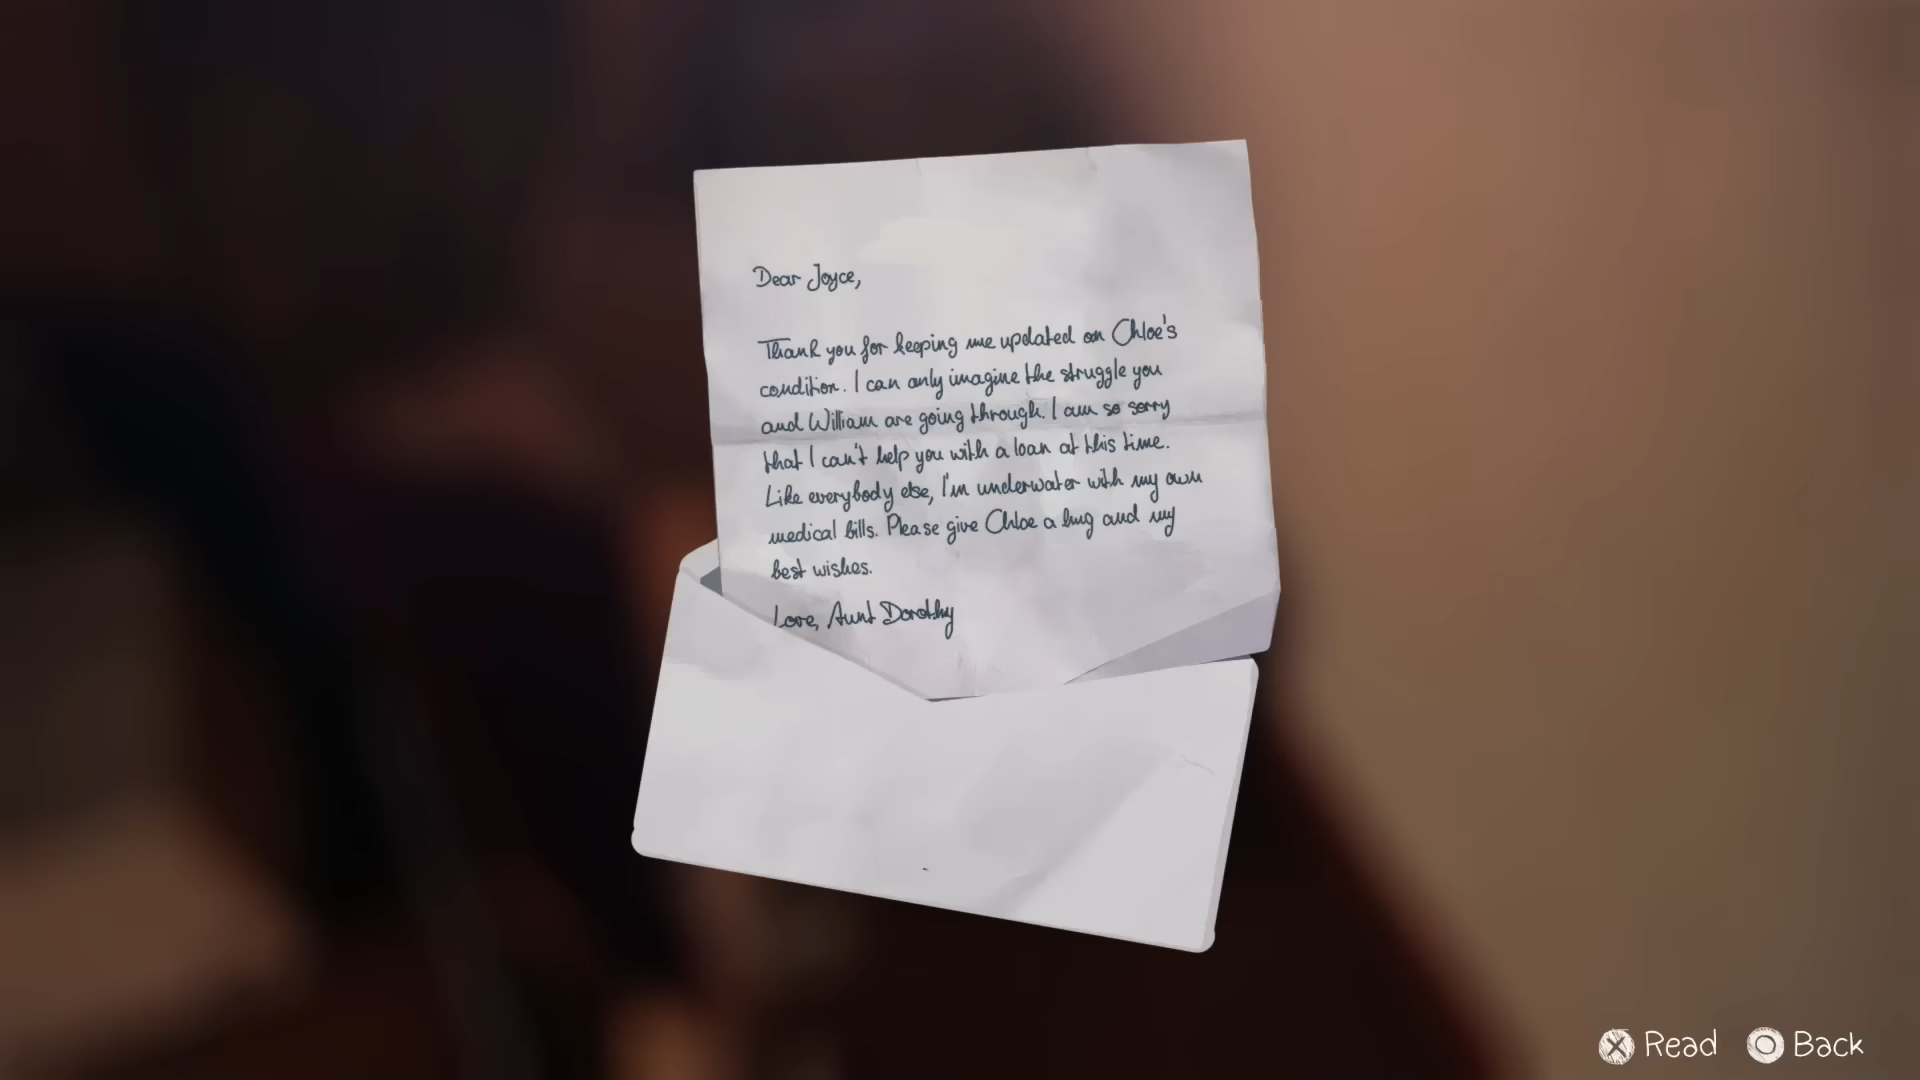 Dear Joyce,
Thank you for keeping me updated on Chloe's
condition. I can only imagine the struggle you
and William are going through. I am so sorry
that I can't help you with a loan at this time.
Like everybody else, I'm underwater with my own
medical bills. Please give Chloe a hug and my
best wishes.
Love, Aunt Dorothy
Read Back